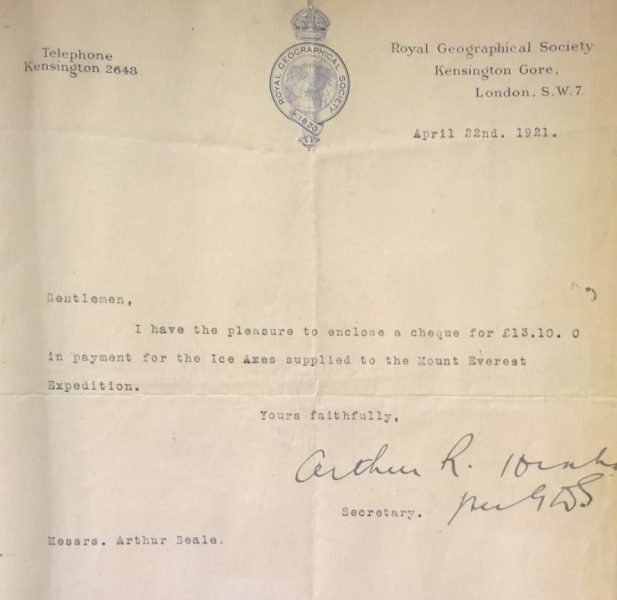 Telephone
Kensington 2648
ROYAL GEOGRAPHICAL SOCIETY
1830
Royal Geographical Society
Kensington Gore,
London, S.W.7.
April 22nd. 1921.
Gentlemen,
I have the pleasure to enclose a cheque for £13.10. 0
in payment for the Ice Axes supplied to the Mount Everest
Expedition.
Yours faithfully,
Arthur R. Hinks
per
Secretary.
Messrs. Arthur Beale.